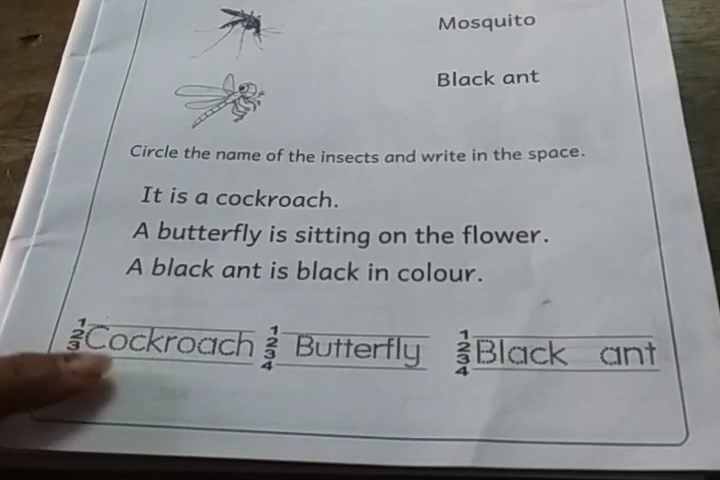 Mosquito
Black ant
Circle the name of the insects and write in the space.
It is a cockroach.
A butterfly is sitting on the flower.
A black ant is black in colour.
1 2 3 Cockroach 1 2 3 4 Butterfly 1 2 3 4 Black ant